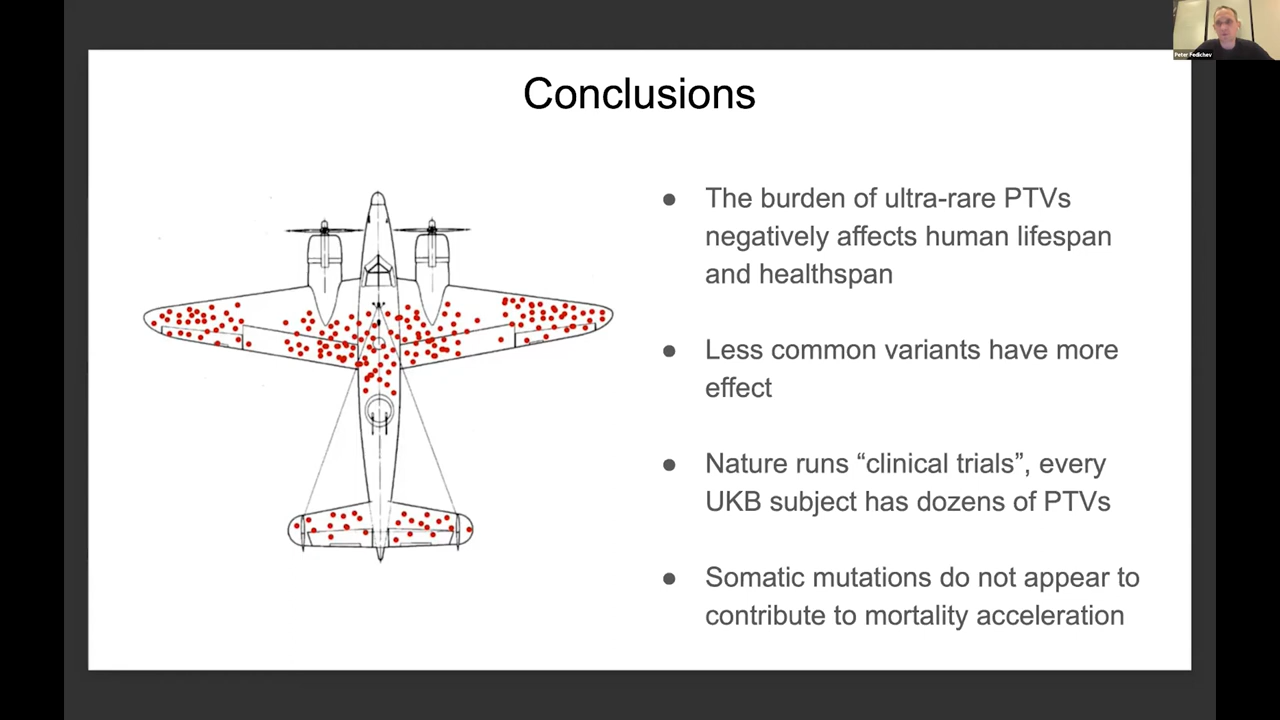 Peter Fedichev
Conclusions
● The burden of ultra-rare PTVs
negatively affects human lifespan
and healthspan
● Less common variants have more
effect
● Nature runs “clinical trials”, every
UKB subject has dozens of PTVs
● Somatic mutations do not appear to
contribute to mortality acceleration